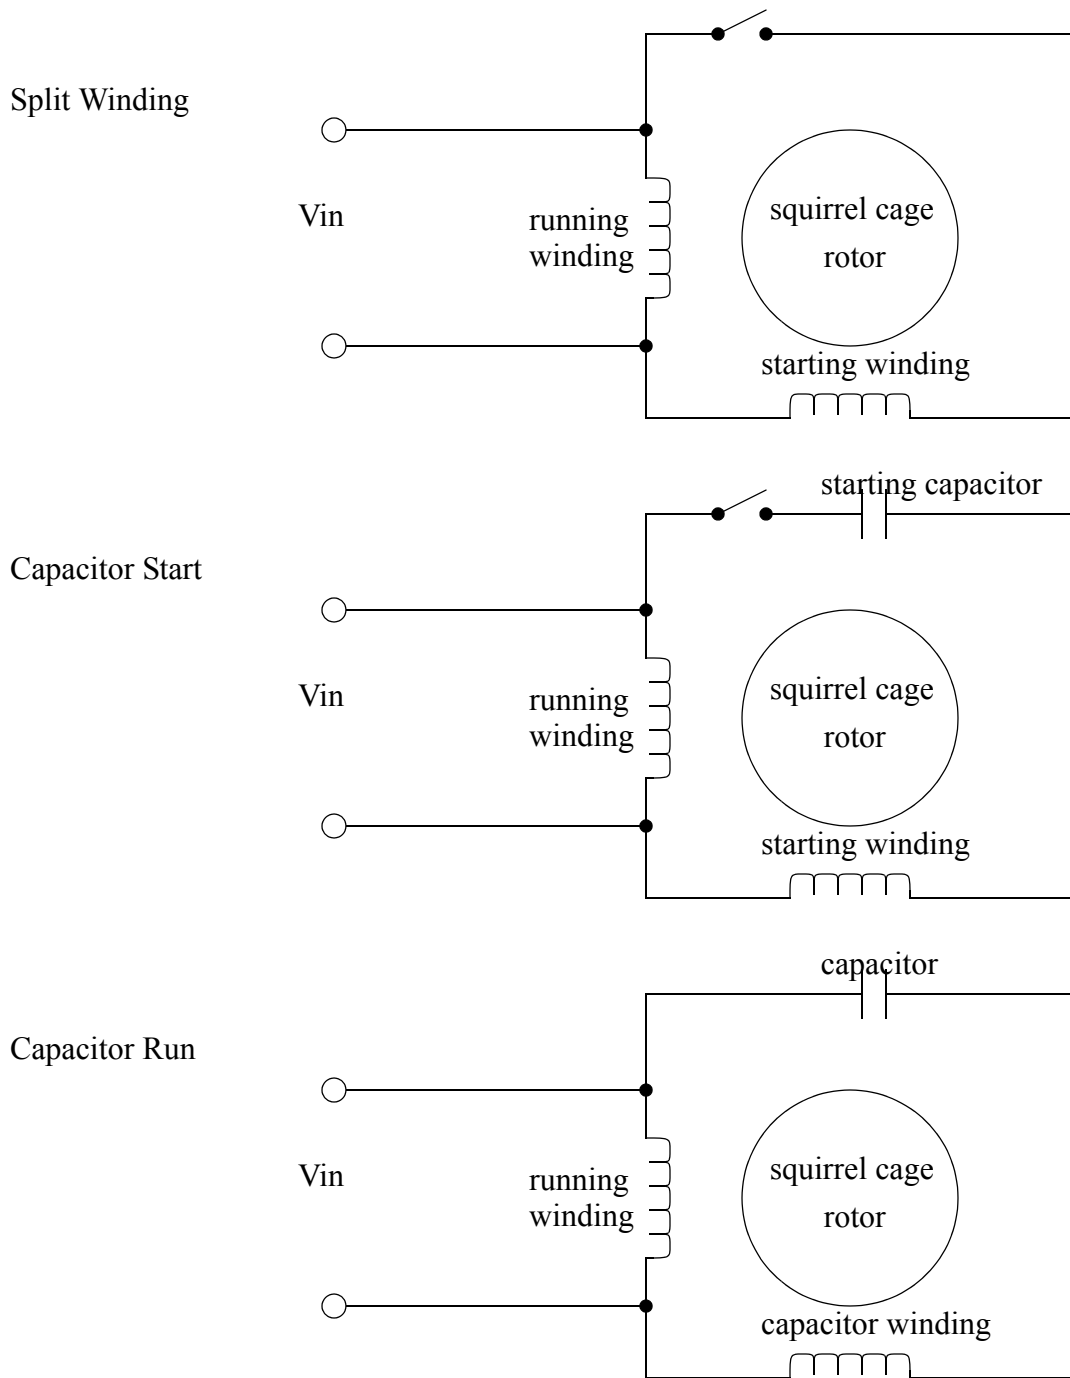 Split Winding
Vin
running
winding
squirrel cage
rotor
starting winding
starting capacitor
Capacitor Start
Vin
running
winding
squirrel cage
rotor
starting winding
capacitor
Capacitor Run
Vin
running
winding
squirrel cage
rotor
capacitor winding